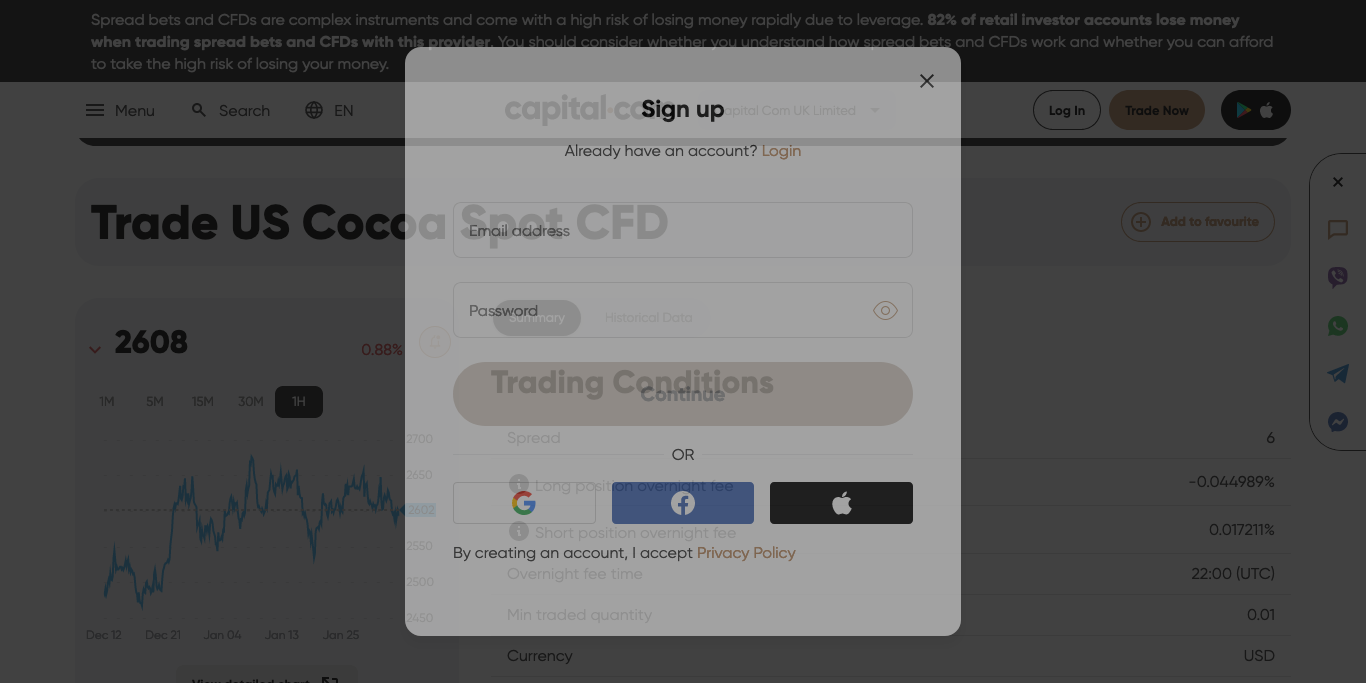 Spread bets and CFDs are complex instruments and come with a high risk of losing money rapidly due to leverage. 82% of retail investor accounts lose money
when trading spread bets and CFDs with this provider. You should consider whether you understand how spread bets and CFDs work and whether you can afford
to take the high risk of losing your money.
Menu
Search
EN
capital.com
Capital Com UK Limited
Log In
Trade Now
Sign up
Already have an account? Login
Trade US Cocoa Spot CFD
Add to favourite
Email address
Password
Summary
Historical Data
2608
0.88%
1M 5M 15M 30M 1H
Trading Conditions
Continue
2700
2650
2602
2550
2500
2450
Dec 12 Dec 21 Jan 04 Jan 13 Jan 25
View detailed chart
OR
Spread 6
Long position overnight fee -0.044989%
Short position overnight fee 0.017211%
By creating an account, I accept Privacy Policy
Overnight fee time 22:00 (UTC)
Min traded quantity 0.01
Currency USD